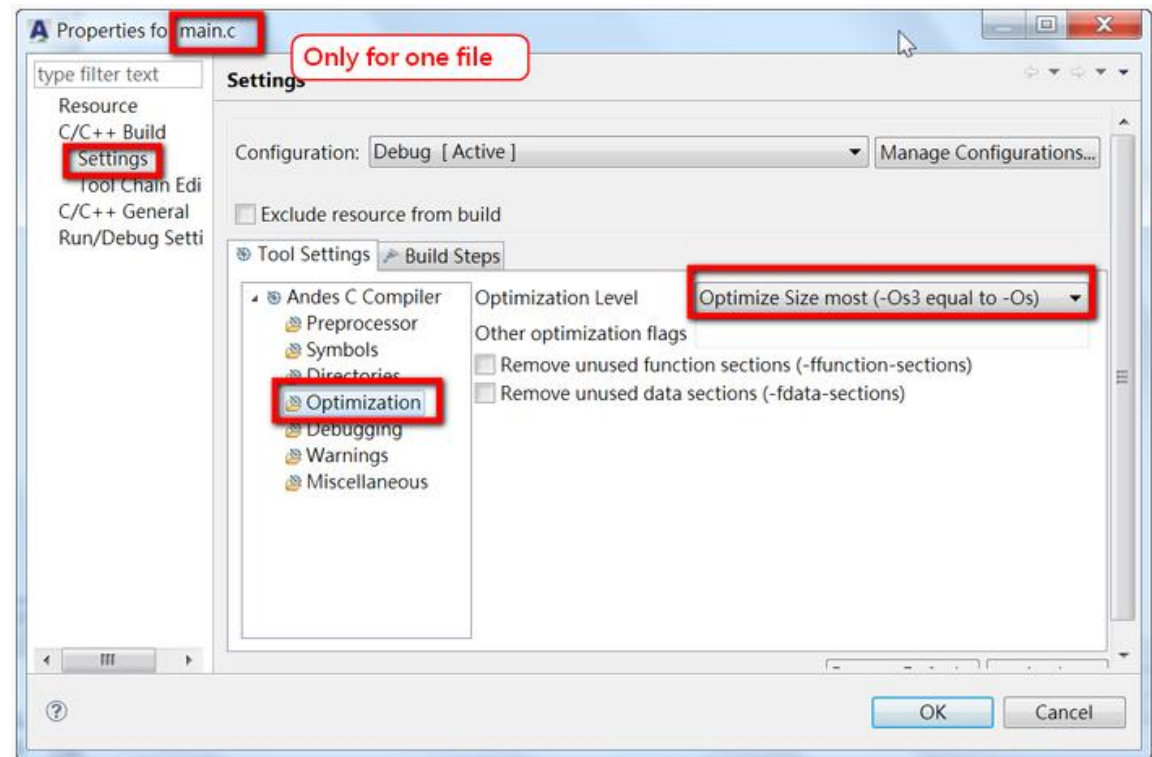 Properties fo main.c
Only for one file
type filter text
Settings
Resource
C/C++ Build
Settings
Tool Chain Edi
C/C++ General
Run/Debug Setti
Configuration: Debug [ Active ]
Manage Configurations...
Exclude resource from build
Tool Settings
Build Steps
Andes C Compiler
Preprocessor
Symbols
Directories
Optimization
Debugging
Warnings
Miscellaneous
Optimization Level
Optimize Size most (-Os3 equal to -Os)
Other optimization flags
Remove unused function sections (-ffunction-sections)
Remove unused data sections (-fdata-sections)
OK
Cancel